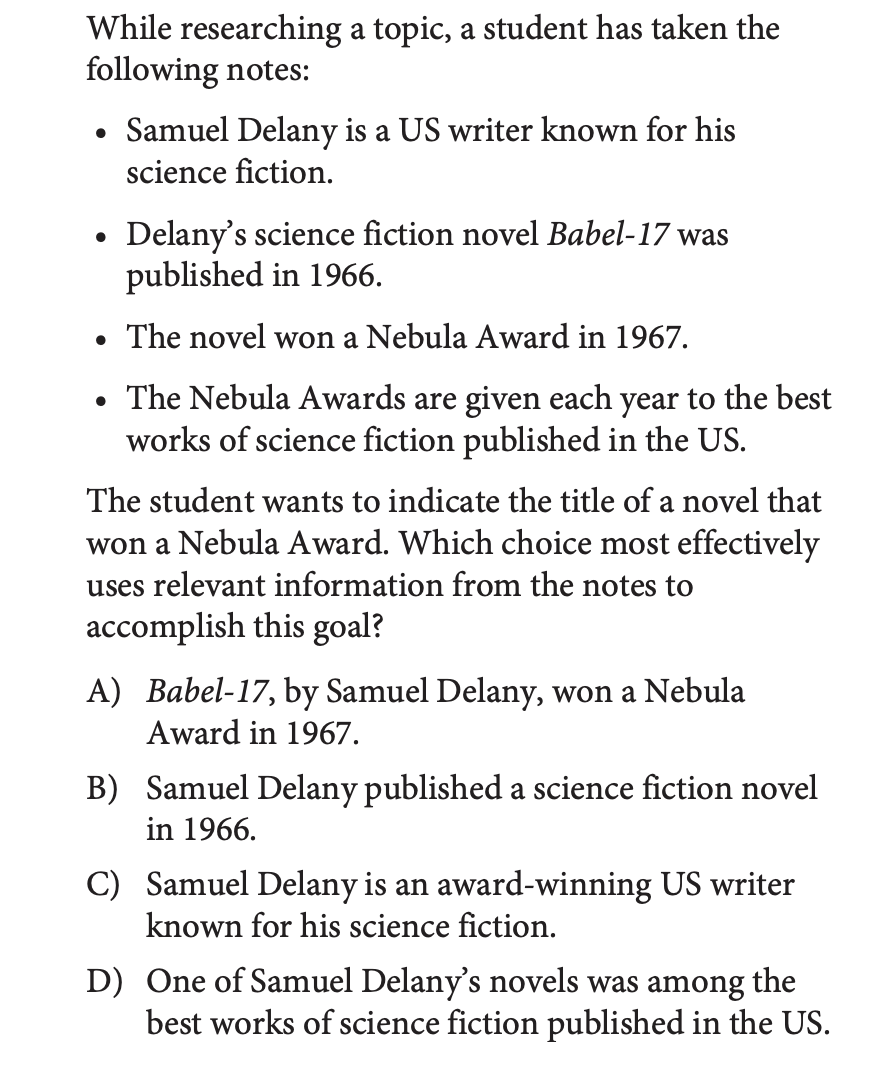 While researching a topic, a student has taken the
following notes:
• Samuel Delany is a US writer known for his
science fiction.
• Delany’s science fiction novel Babel-17 was
published in 1966.
• The novel won a Nebula Award in 1967.
• The Nebula Awards are given each year to the best
works of science fiction published in the US.
The student wants to indicate the title of a novel that
won a Nebula Award. Which choice most effectively
uses relevant information from the notes to
accomplish this goal?
A) Babel-17, by Samuel Delany, won a Nebula
Award in 1967.
B) Samuel Delany published a science fiction novel
in 1966.
C) Samuel Delany is an award-winning US writer
known for his science fiction.
D) One of Samuel Delany’s novels was among the
best works of science fiction published in the US.